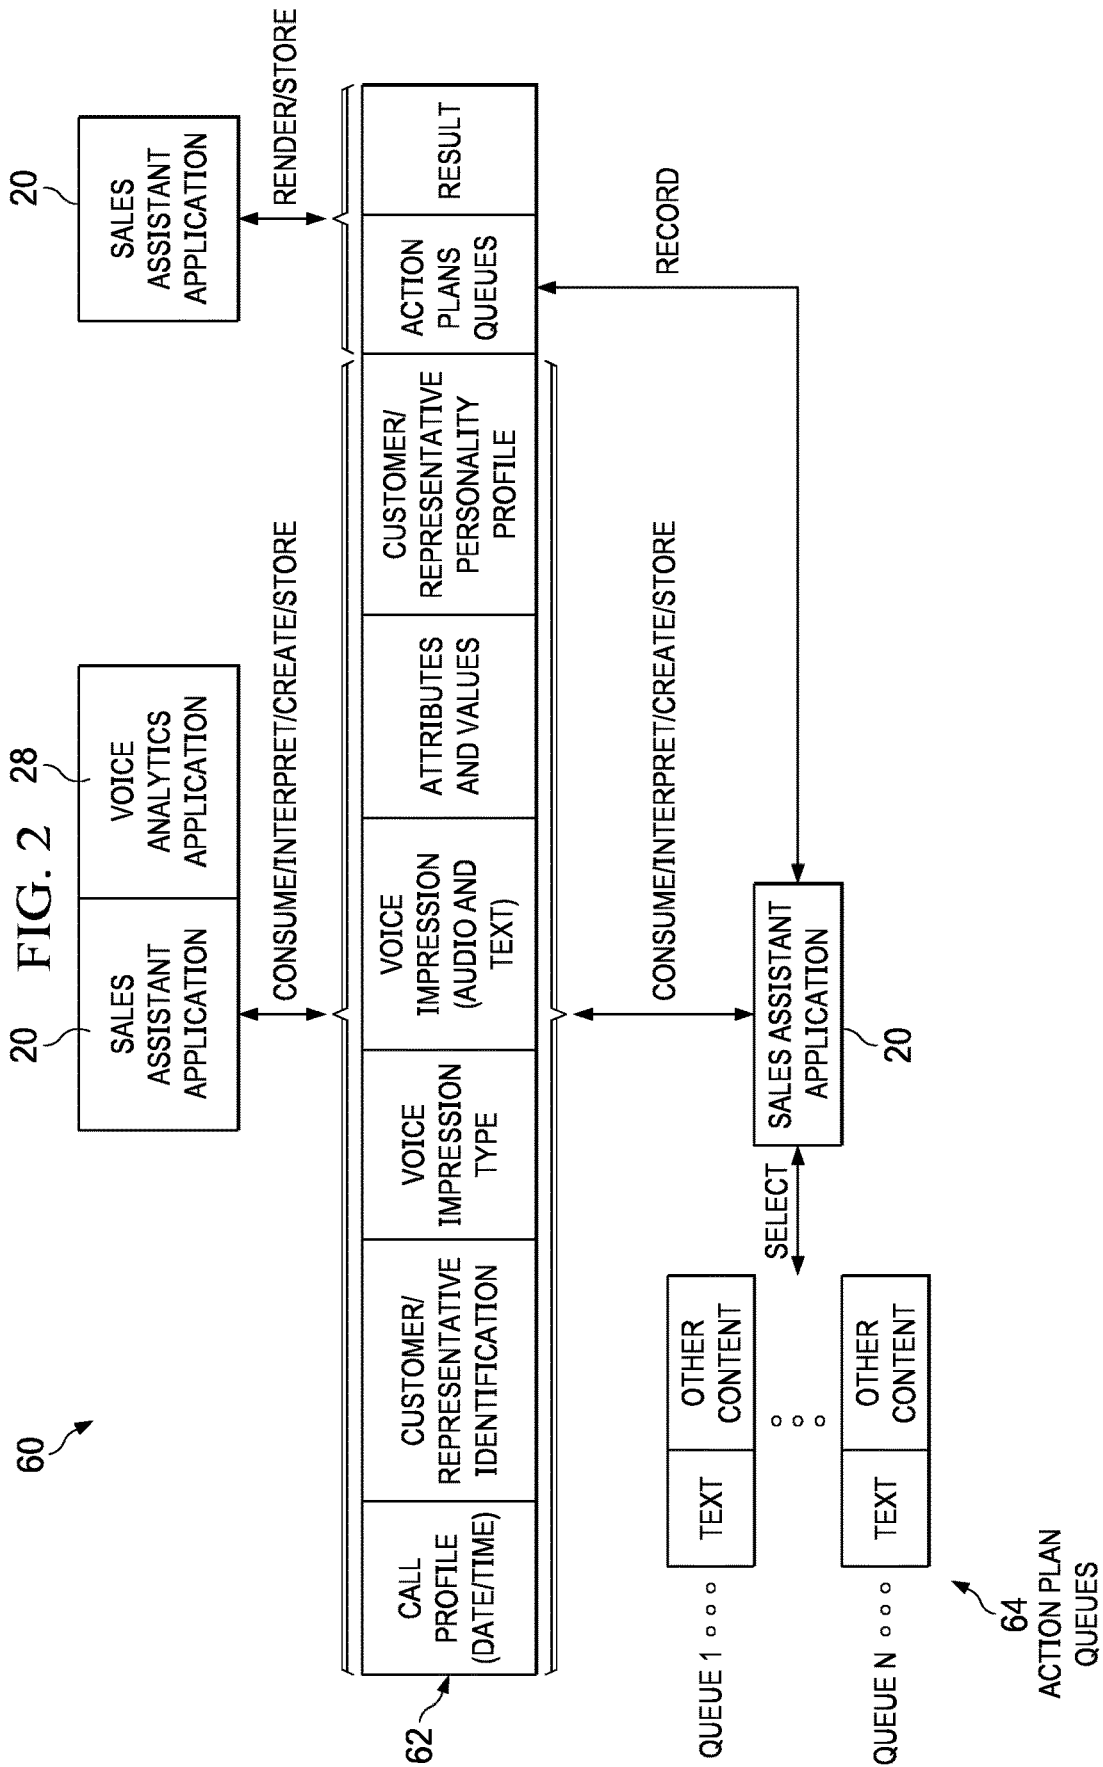 FIG. 2
60
20
SALES
ASSISTANT
APPLICATION
28
VOICE
ANALYTICS
APPLICATION
20
SALES
ASSISTANT
APPLICATION
CONSUME/INTERPRET/CREATE/STORE
RENDER/STORE
62
CALL
PROFILE
(DATE/TIME)
CUSTOMER/
REPRESENTATIVE
IDENTIFICATION
VOICE
IMPRESSION
TYPE
VOICE
IMPRESSION
(AUDIO AND
TEXT)
ATTRIBUTES
AND VALUES
CUSTOMER/
REPRESENTATIVE
PERSONALITY
PROFILE
ACTION
PLANS
QUEUES
RESULT
CONSUME/INTERPRET/CREATE/STORE
RECORD
QUEUE 1
TEXT
OTHER
CONTENT
SELECT
SALES ASSISTANT
APPLICATION
20
QUEUE N
TEXT
OTHER
CONTENT
64
ACTION PLAN
QUEUES